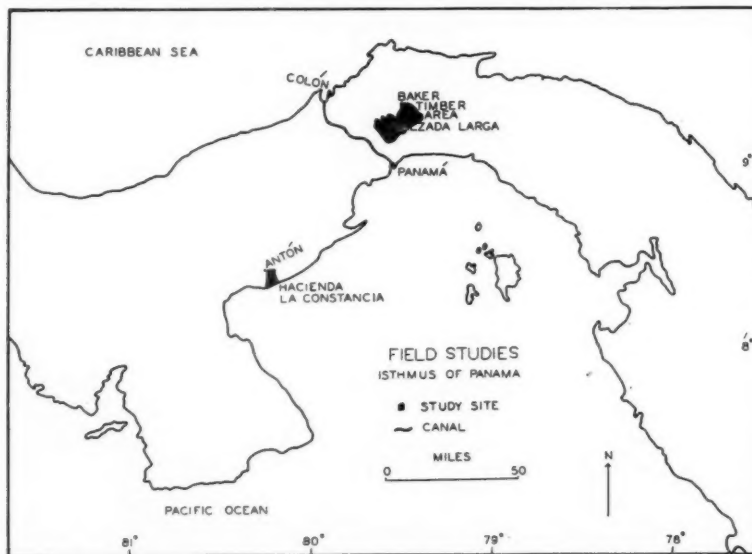 CARIBBEAN SEA
COLÓN
BAKER
TIMBER
AREA
LARGA
9°
PANAMÁ
ANTÓN
HACIENDA
LA CONSTANCIA
8°
FIELD STUDIES
ISTHMUS OF PANAMA
STUDY SITE
CANAL
MILES
0 50
N
PACIFIC OCEAN
81° 80° 79° 78°